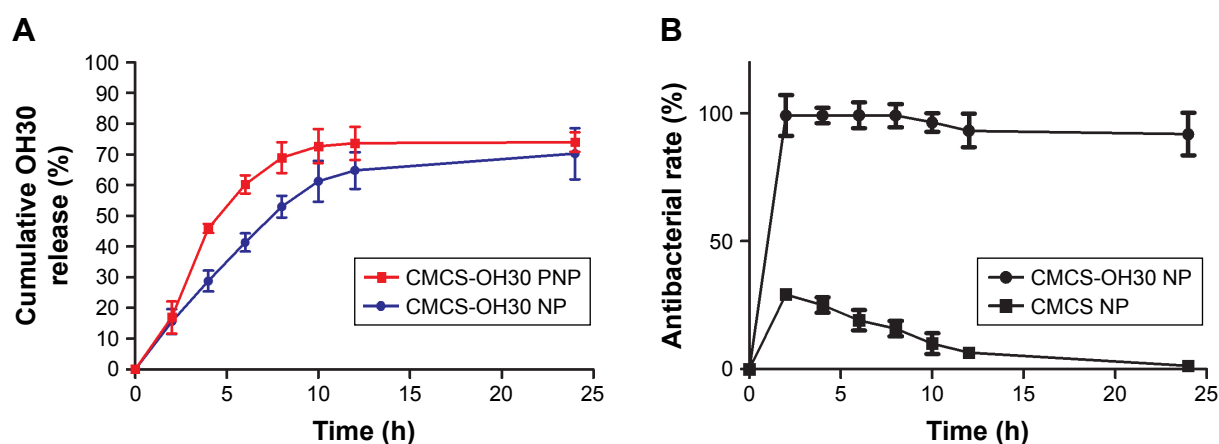 A
Cumulative OH30
release (%)
100
90
80
70
60
50
40
30
20
10
0
0 5 10 15 20 25
Time (h)
CMCS-OH30 PNP
CMCS-OH30 NP
B
Antibacterial rate (%)
100
50
0
0 5 10 15 20 25
Time (h)
CMCS-OH30 NP
CMCS NP